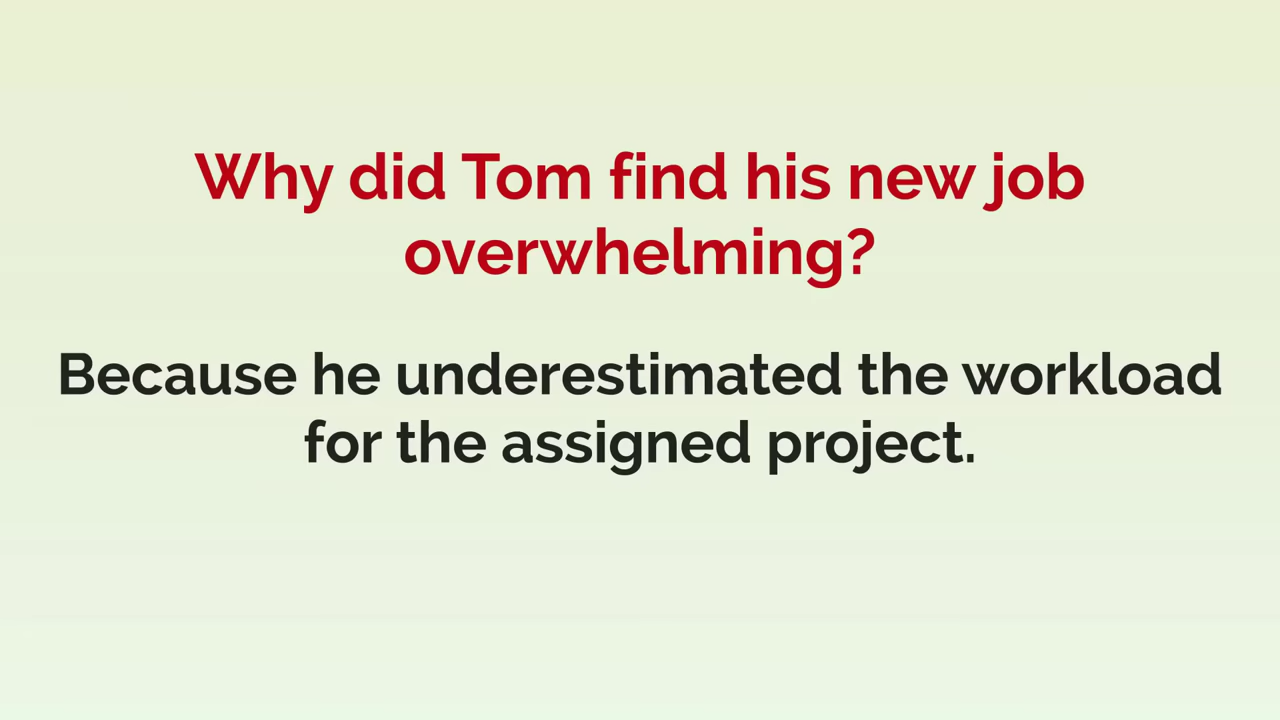 Why did Tom find his new job
overwhelming?
Because he underestimated the workload
for the assigned project.